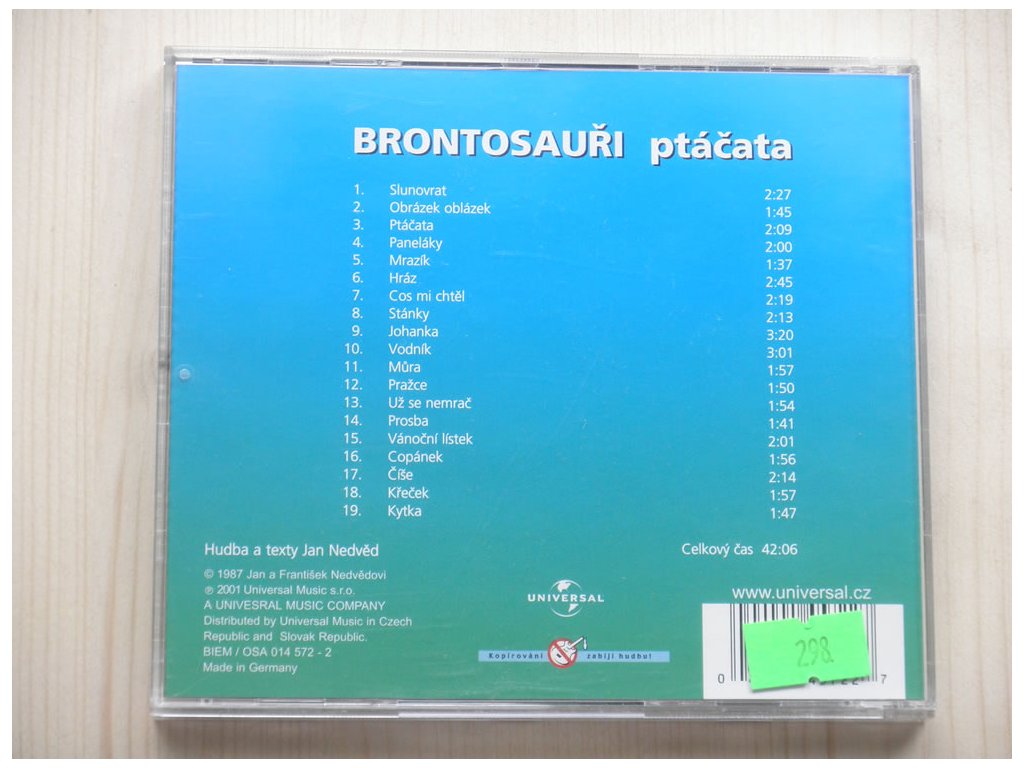 BRONTOSAUŘI ptáčata
1. Slunovrat 2:27
2. Obrázek oblázek 1:45
3. Ptáčata 2:09
4. Paneláky 2:00
5. Mrazík 1:37
6. Hráz 2:45
7. Cos mi chtěl 2:19
8. Stánky 2:13
9. Johanka 3:20
10. Vodník 3:01
11. Můra 1:57
12. Pražce 1:50
13. Už se nemrač 1:54
14. Prosba 1:41
15. Vánoční lístek 2:01
16. Copánek 1:56
17. Číše 2:14
18. Křeček 1:57
19. Kytka 1:47
Hudba a texty Jan Nedvěd Celkový čas 42:06
© 1987 Jan a František Nedvědovi
℗ 2001 Universal Music s.r.o.
A UNIVESRAL MUSIC COMPANY
Distributed by Universal Music in Czech
Republic and Slovak Republic.
BIEM / OSA 014 572 - 2
Made in Germany
UNIVERSAL
Kopírování zabíjí hudbu!
www.universal.cz
298
0 7